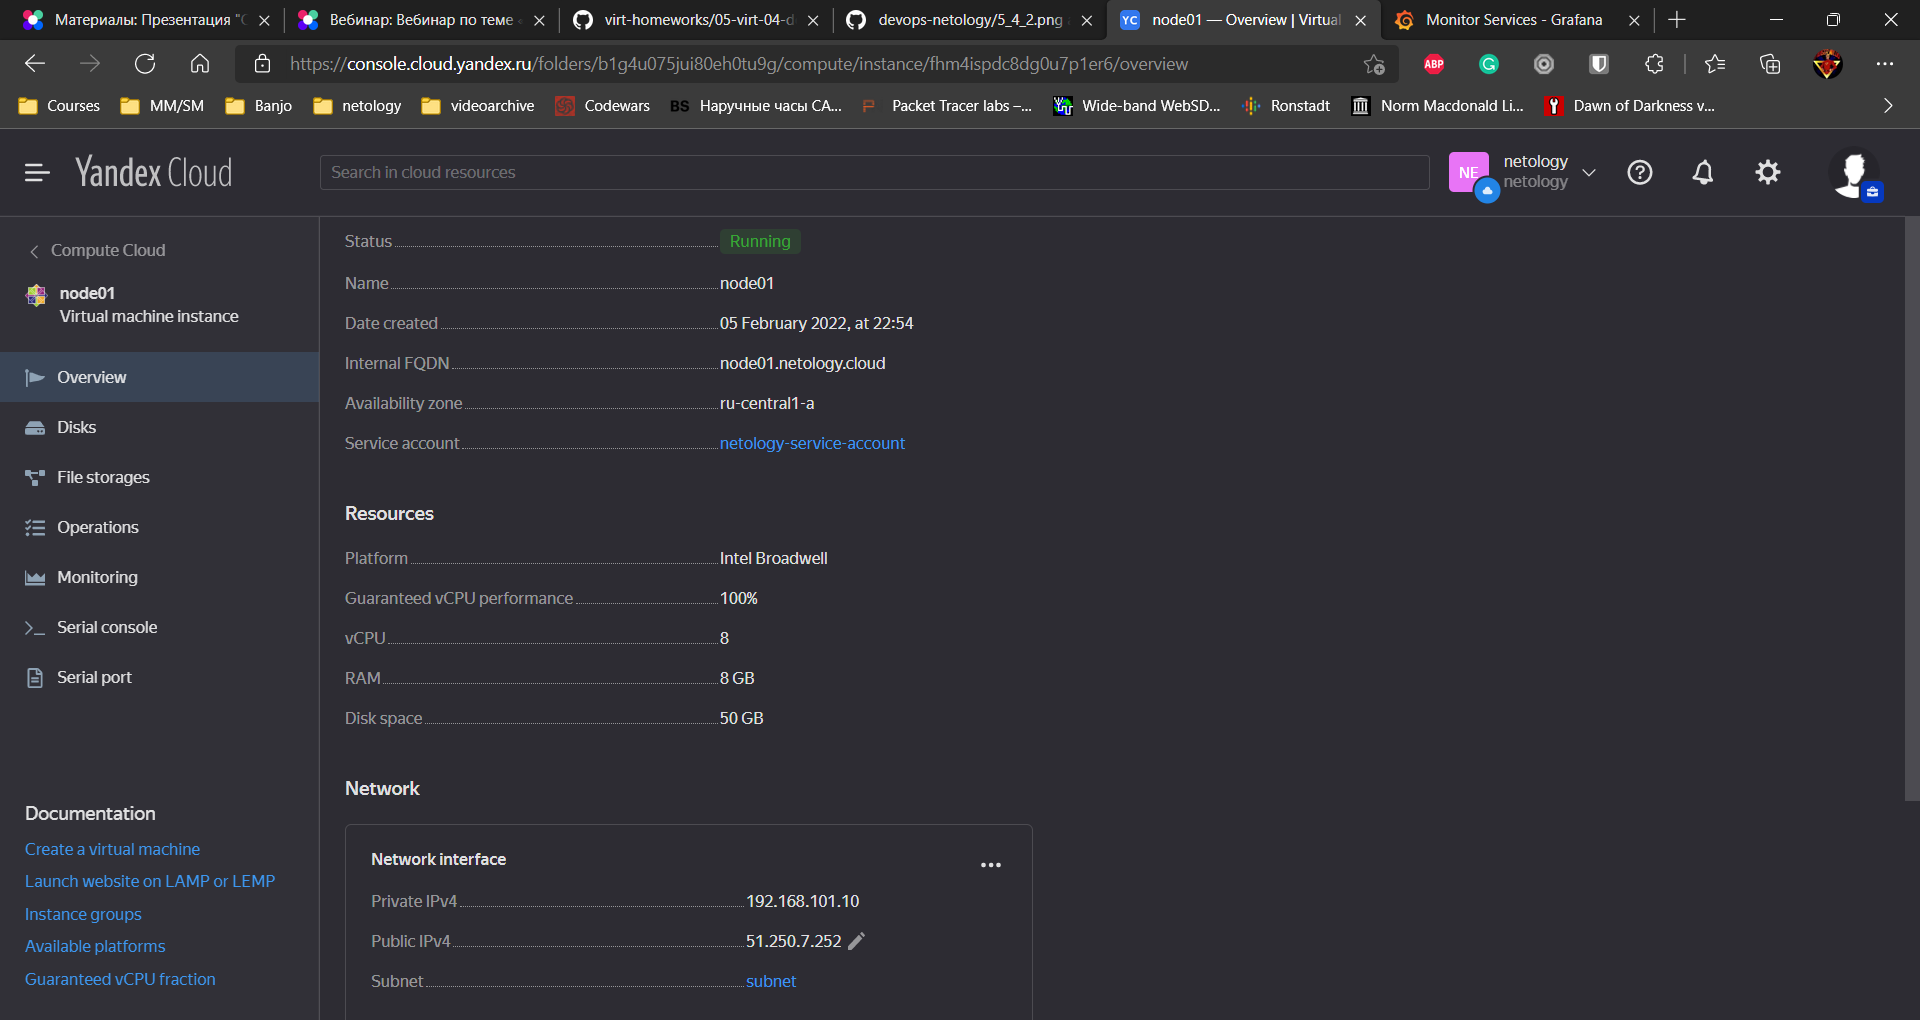 Материалы: Презентация "(
Вебинар: Вебинар по теме
virt-homeworks/05-virt-04-d
devops-netology/5_4_2.png
YC node01 — Overview | Virtual
Monitor Services - Grafana
https://console.cloud.yandex.ru/folders/b1g4u075jui80eh0tu9g/compute/instance/fhm4ispdc8dg0u7p1er6/overview
ABP
Courses
MM/SM
Banjo
netology
videoarchive
Codewars
BS Наручные часы CA...
Packet Tracer labs –...
Wide-band WebSD...
Ronstadt
Norm Macdonald Li...
Dawn of Darkness v...
Yandex Cloud
Search in cloud resources
NE
netology
netology
Compute Cloud
node01
Virtual machine instance
Overview
Disks
File storages
Operations
Monitoring
Serial console
Serial port
Documentation
Create a virtual machine
Launch website on LAMP or LEMP
Instance groups
Available platforms
Guaranteed vCPU fraction
Status Running
Name node01
Date created 05 February 2022, at 22:54
Internal FQDN node01.netology.cloud
Availability zone ru-central1-a
Service account netology-service-account
Resources
Platform Intel Broadwell
Guaranteed vCPU performance 100%
vCPU 8
RAM 8 GB
Disk space 50 GB
Network
Network interface
Private IPv4 192.168.101.10
Public IPv4 51.250.7.252
Subnet subnet